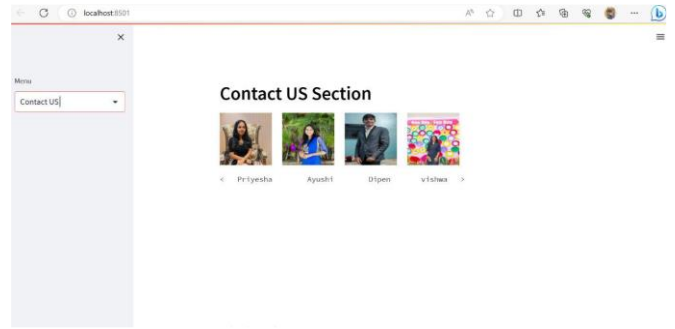 localhost:8501
Menu
Contact US
Contact US Section
< Priyesha Ayushi Dipen vishwa >